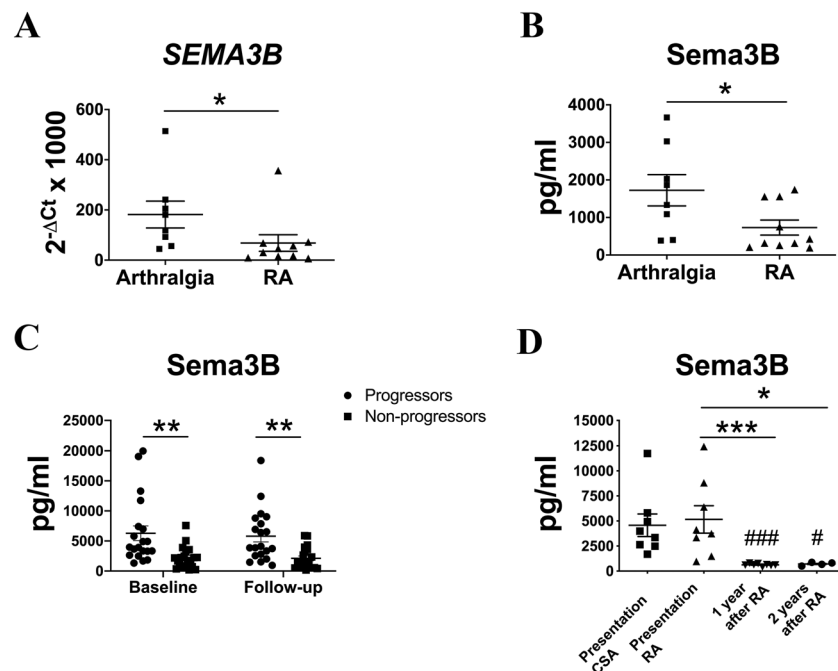 A
SEMA3B
*
2^-ΔCt x 1000
600
400
200
0
Arthralgia
RA
B
Sema3B
*
pg/ml
4000
3000
2000
1000
0
Arthralgia
RA
C
Sema3B
Progressors
Non-progressors
**
**
pg/ml
25000
20000
15000
10000
5000
0
Baseline
Follow-up
D
Sema3B
*
***
pg/ml
15000
12500
10000
7500
5000
2500
0
###
#
Presentation
CSA
Presentation
RA
1 year
after RA
2 years
after RA